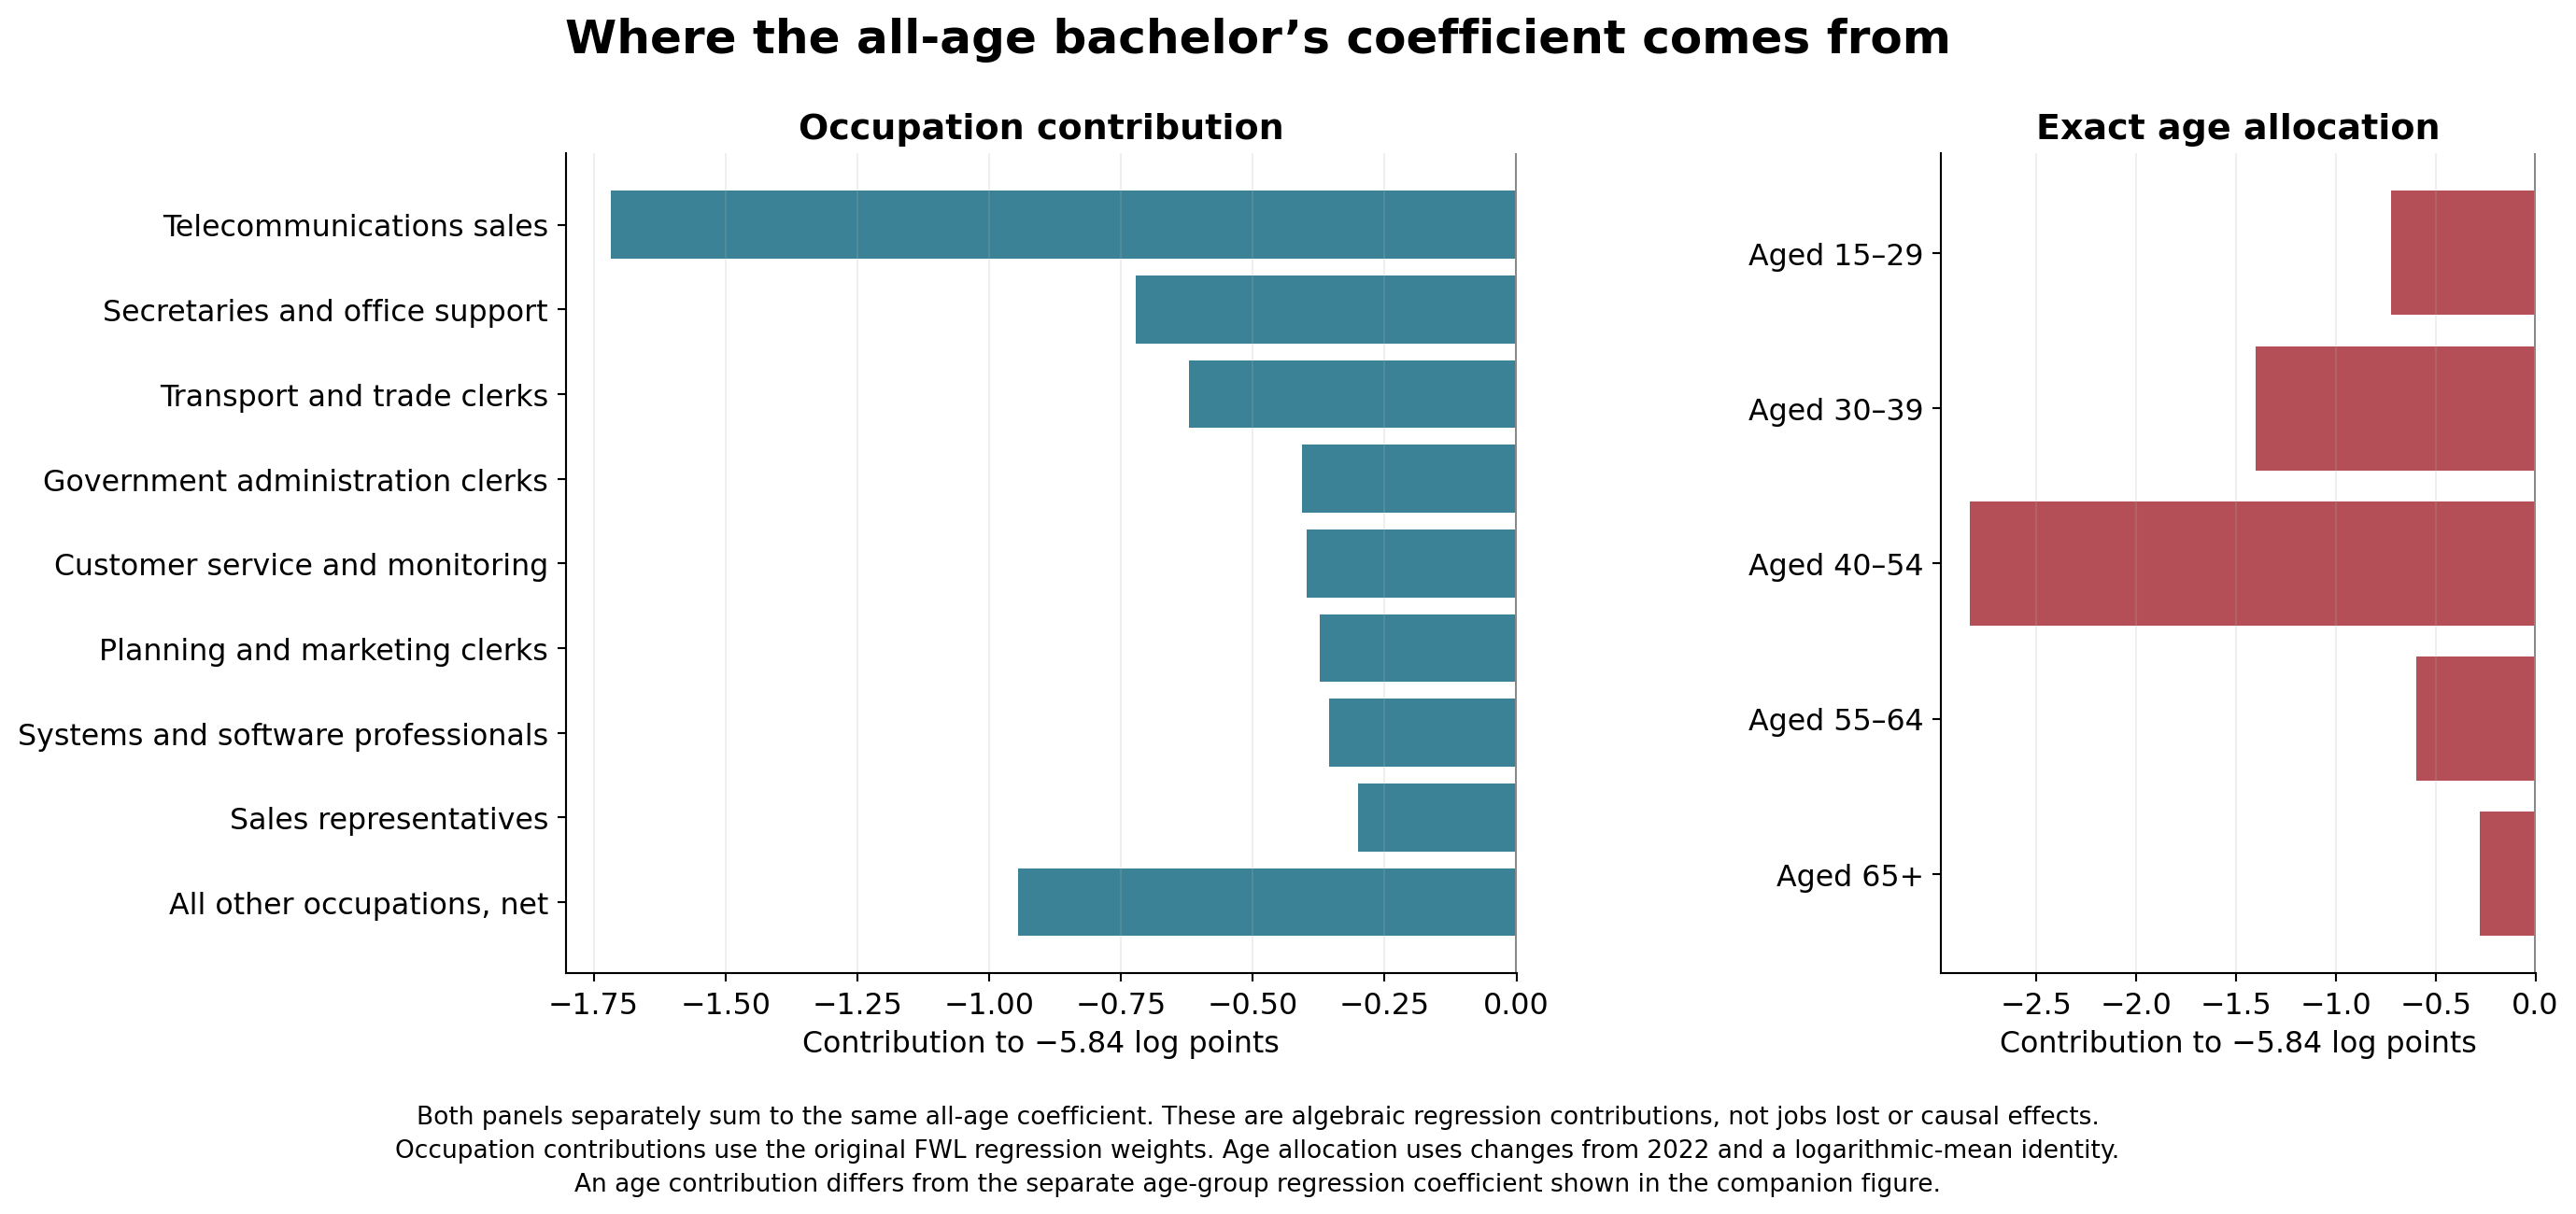 Where the all-age bachelor’s coefficient comes from
Occupation contribution
Telecommunications sales
Secretaries and office support
Transport and trade clerks
Government administration clerks
Customer service and monitoring
Planning and marketing clerks
Systems and software professionals
Sales representatives
All other occupations, net
−1.75 −1.50 −1.25 −1.00 −0.75 −0.50 −0.25 0.00
Contribution to −5.84 log points
Exact age allocation
Aged 15–29
Aged 30–39
Aged 40–54
Aged 55–64
Aged 65+
−2.5 −2.0 −1.5 −1.0 −0.5 0.0
Contribution to −5.84 log points
Both panels separately sum to the same all-age coefficient. These are algebraic regression contributions, not jobs lost or causal effects.
Occupation contributions use the original FWL regression weights. Age allocation uses changes from 2022 and a logarithmic-mean identity.
An age contribution differs from the separate age-group regression coefficient shown in the companion figure.